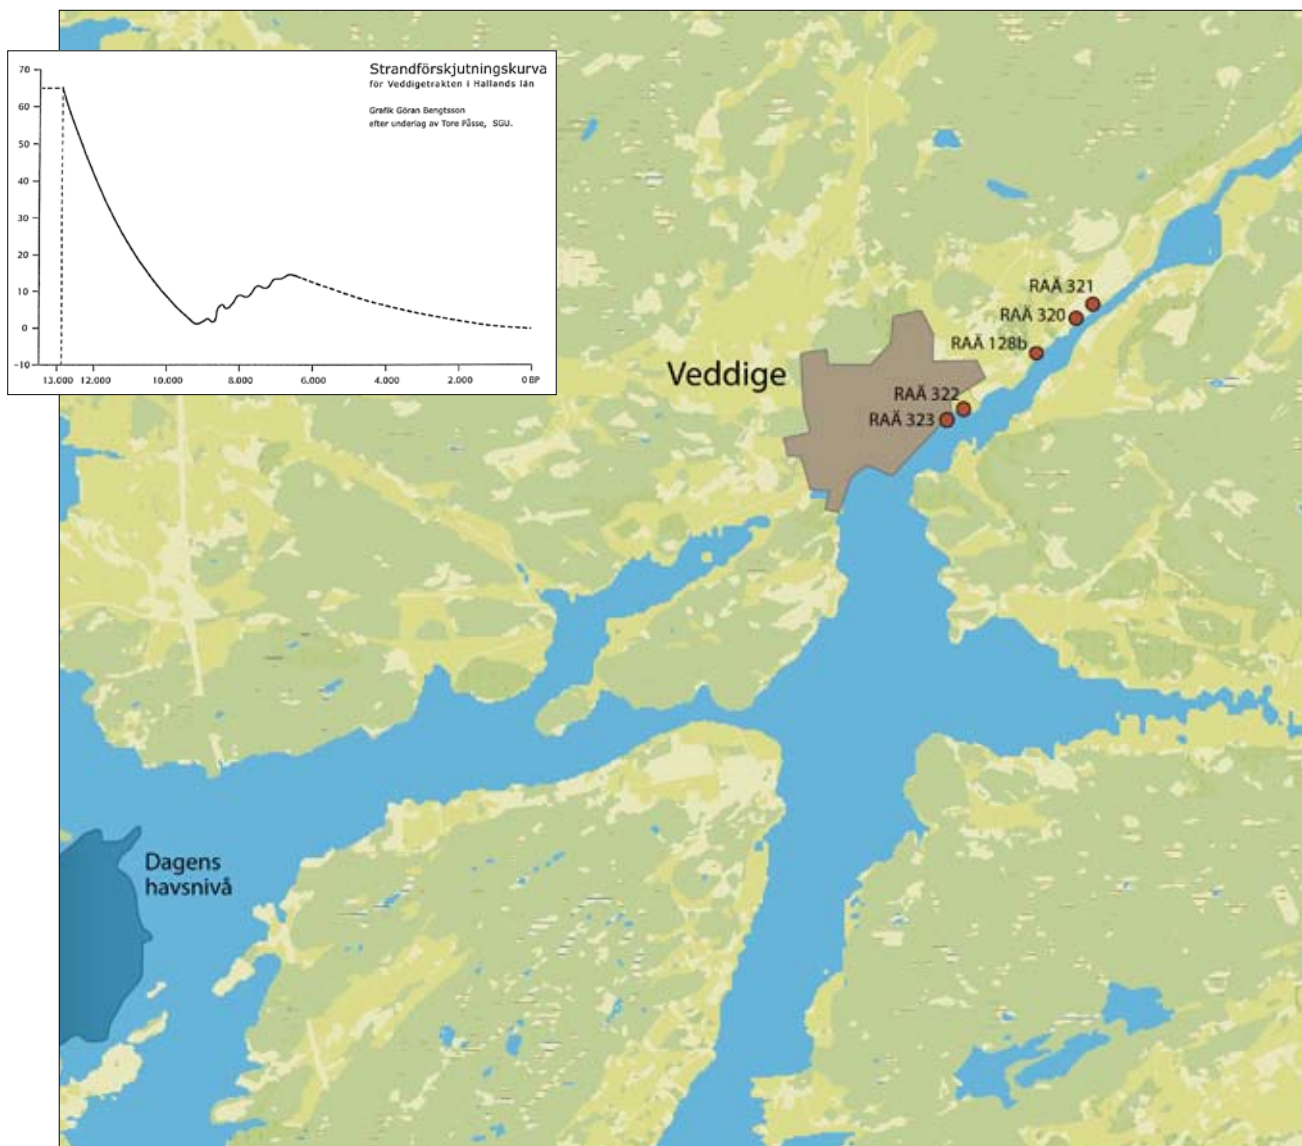 Strandförskjutningskurva
för Veddigetrakten i Hallands län
Grafik Göran Bengtsson
efter underlag av Tore Påsse, SGU.
70
60
50
40
30
20
10
0
-10
13.000 12.000 10.000 8.000 6.000 4.000 2.000 0 BP
RAÄ 321
RAÄ 320
RAÄ 128b
Veddige
RAÄ 322
RAÄ 323
Dagens
havsnivå